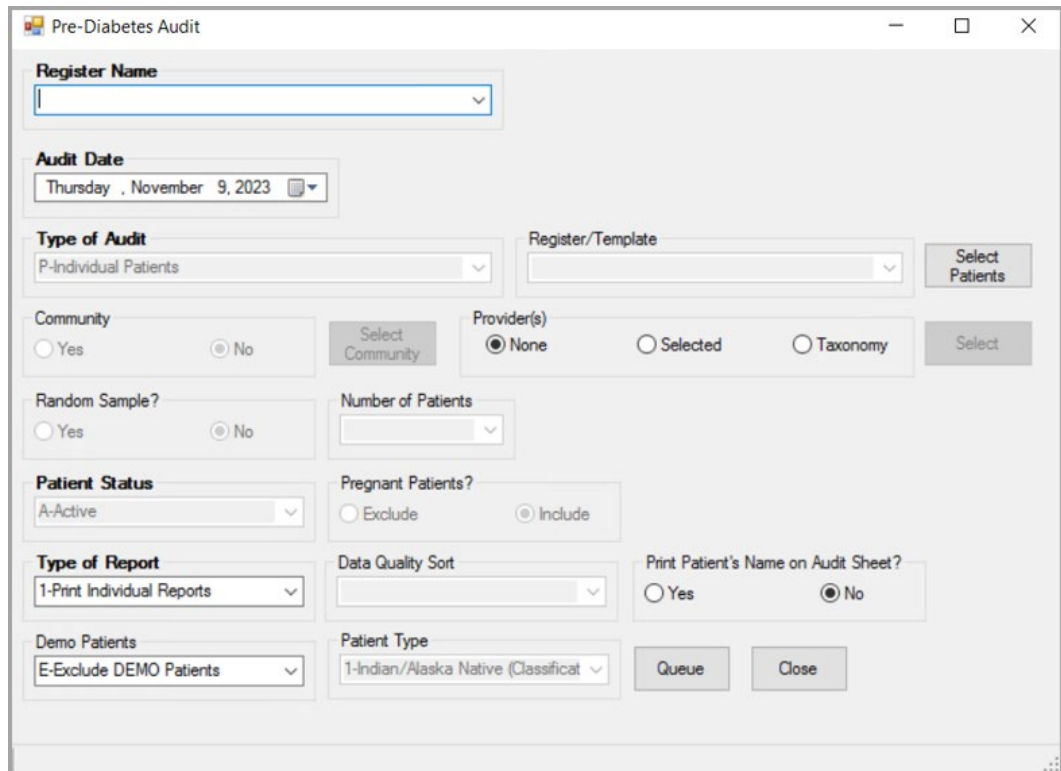 Pre-Diabetes Audit
Register Name
Audit Date
Thursday , November 9, 2023
Type of Audit
P-Individual Patients
Register/Template
Select
Patients
Community
Yes No
Select
Community
Provider(s)
None Selected Taxonomy
Select
Random Sample?
Yes No
Number of Patients
Patient Status
A-Active
Pregnant Patients?
Exclude Include
Type of Report
1-Print Individual Reports
Data Quality Sort
Print Patient's Name on Audit Sheet?
Yes No
Demo Patients
E-Exclude DEMO Patients
Patient Type
1-Indian/Alaska Native (Classificat
Queue
Close